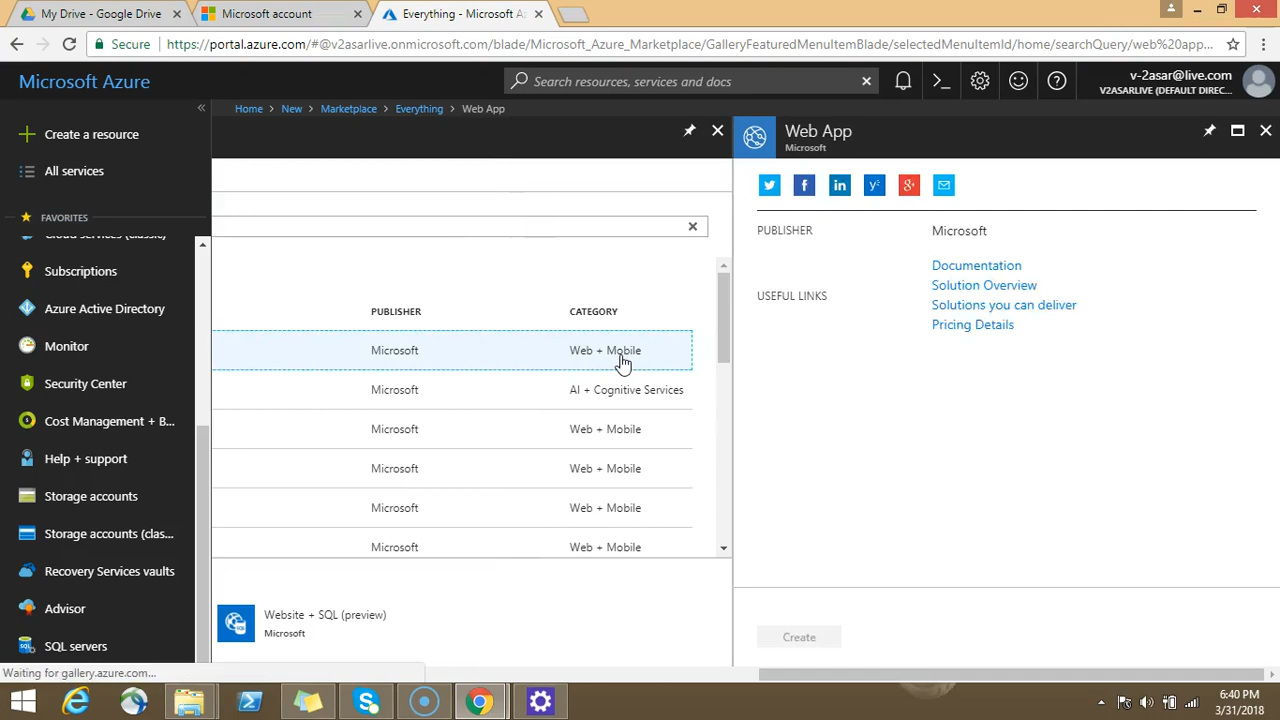 My Drive - Google Drive
Microsoft account
Everything - Microsoft Az
Secure
https://portal.azure.com/#@v2asarlive.onmicrosoft.com/blade/Microsoft_Azure_Marketplace/GalleryFeaturedMenuItemBlade/selectedMenuItemId/home/searchQuery/web%20app...
Microsoft Azure
Search resources, services and docs
v-2asar@live.com
V2ASARLIVE (DEFAULT DIREC...
Home
New
Marketplace
Everything
Web App
Create a resource
All services
FAVORITES
Cloud services (classic)
Subscriptions
Azure Active Directory
Monitor
Security Center
Cost Management + B...
Help + support
Storage accounts
Storage accounts (clas...
Recovery Services vaults
Advisor
SQL servers
PUBLISHER
CATEGORY
Microsoft
Web + Mobile
Microsoft
AI + Cognitive Services
Microsoft
Web + Mobile
Microsoft
Web + Mobile
Microsoft
Web + Mobile
Microsoft
Web + Mobile
Website + SQL (preview)
Microsoft
Web App
Microsoft
PUBLISHER
Microsoft
USEFUL LINKS
Documentation
Solution Overview
Solutions you can deliver
Pricing Details
Create
Waiting for gallery.azure.com...
6:40 PM
3/31/2018